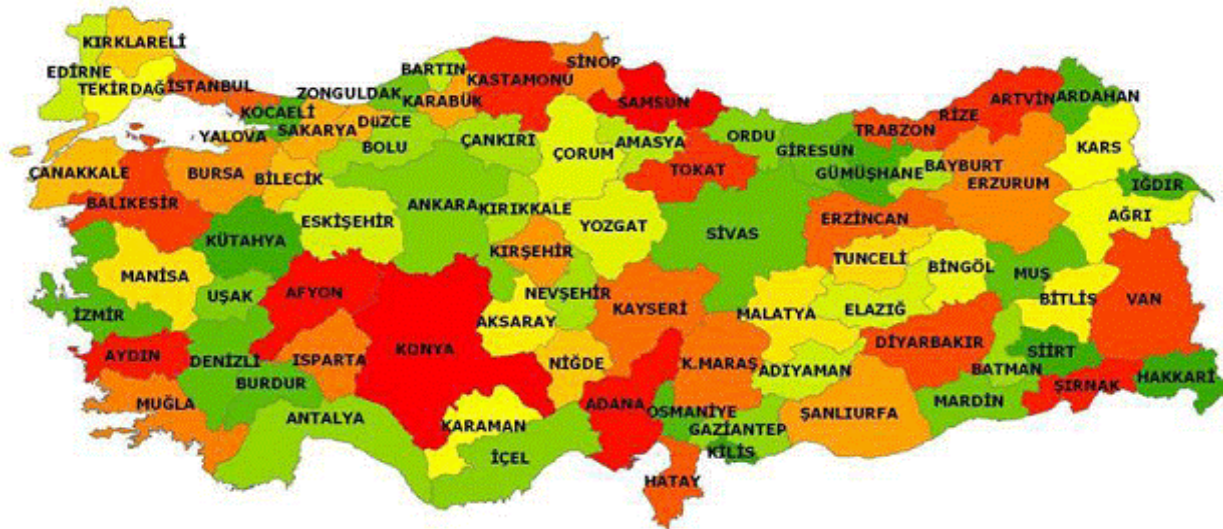 KIRKLARELİ
EDİRNE
TEKİRDAĞ
İSTANBUL
KOCAELİ
YALOVA
SAKARYA
DÜZCE
ZONGULDAK
BARTIN
KARABÜK
KASTAMONU
SİNOP
SAMSUN
BOLU
ÇANKIRI
ÇORUM
AMASYA
TOKAT
ORDU
GİRESUN
GÜMÜŞHANE
TRABZON
RİZE
ARTVİN
ARDAHAN
KARS
BAYBURT
ERZURUM
IĞDIR
AĞRI
ÇANAKKALE
BALIKESİR
BURSA
BİLECİK
ESKİŞEHİR
KÜTAHYA
ANKARA
KIRIKKALE
YOZGAT
KIRŞEHİR
SİVAS
ERZİNCAN
TUNCELİ
BİNGÖL
MUŞ
BİTLİŞ
VAN
MANİSA
UŞAK
AFYON
İZMİR
AYDIN
DENİZLİ
ISPARTA
BURDUR
MUĞLA
ANTALYA
KONYA
AKSARAY
NEVŞEHİR
NİĞDE
KAYSERİ
MALATYA
ELAZIĞ
DİYARBAKIR
BATMAN
SİİRT
ŞIRNAK
HAKKARİ
MARDİN
KARAMAN
İÇEL
ADANA
OSMANİYE
K.MARAŞ
ADIYAMAN
GAZİANTEP
KİLİS
ŞANLIURFA
HATAY